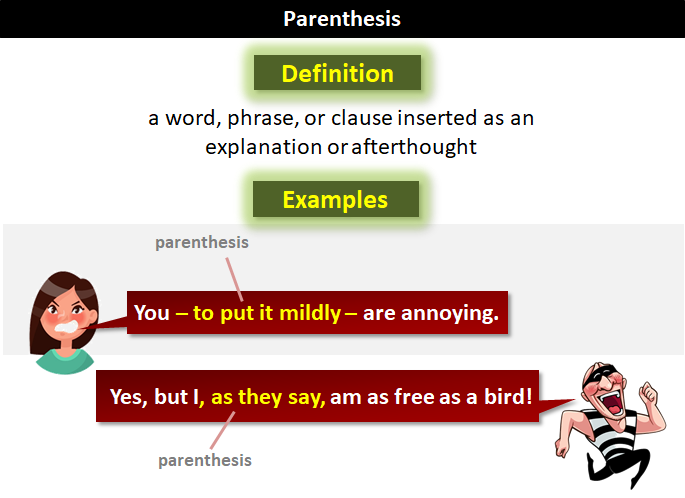 Parenthesis
Definition
a word, phrase, or clause inserted as an
explanation or afterthought
Examples
parenthesis
You – to put it mildly – are annoying.
Yes, but I, as they say, am as free as a bird!
parenthesis